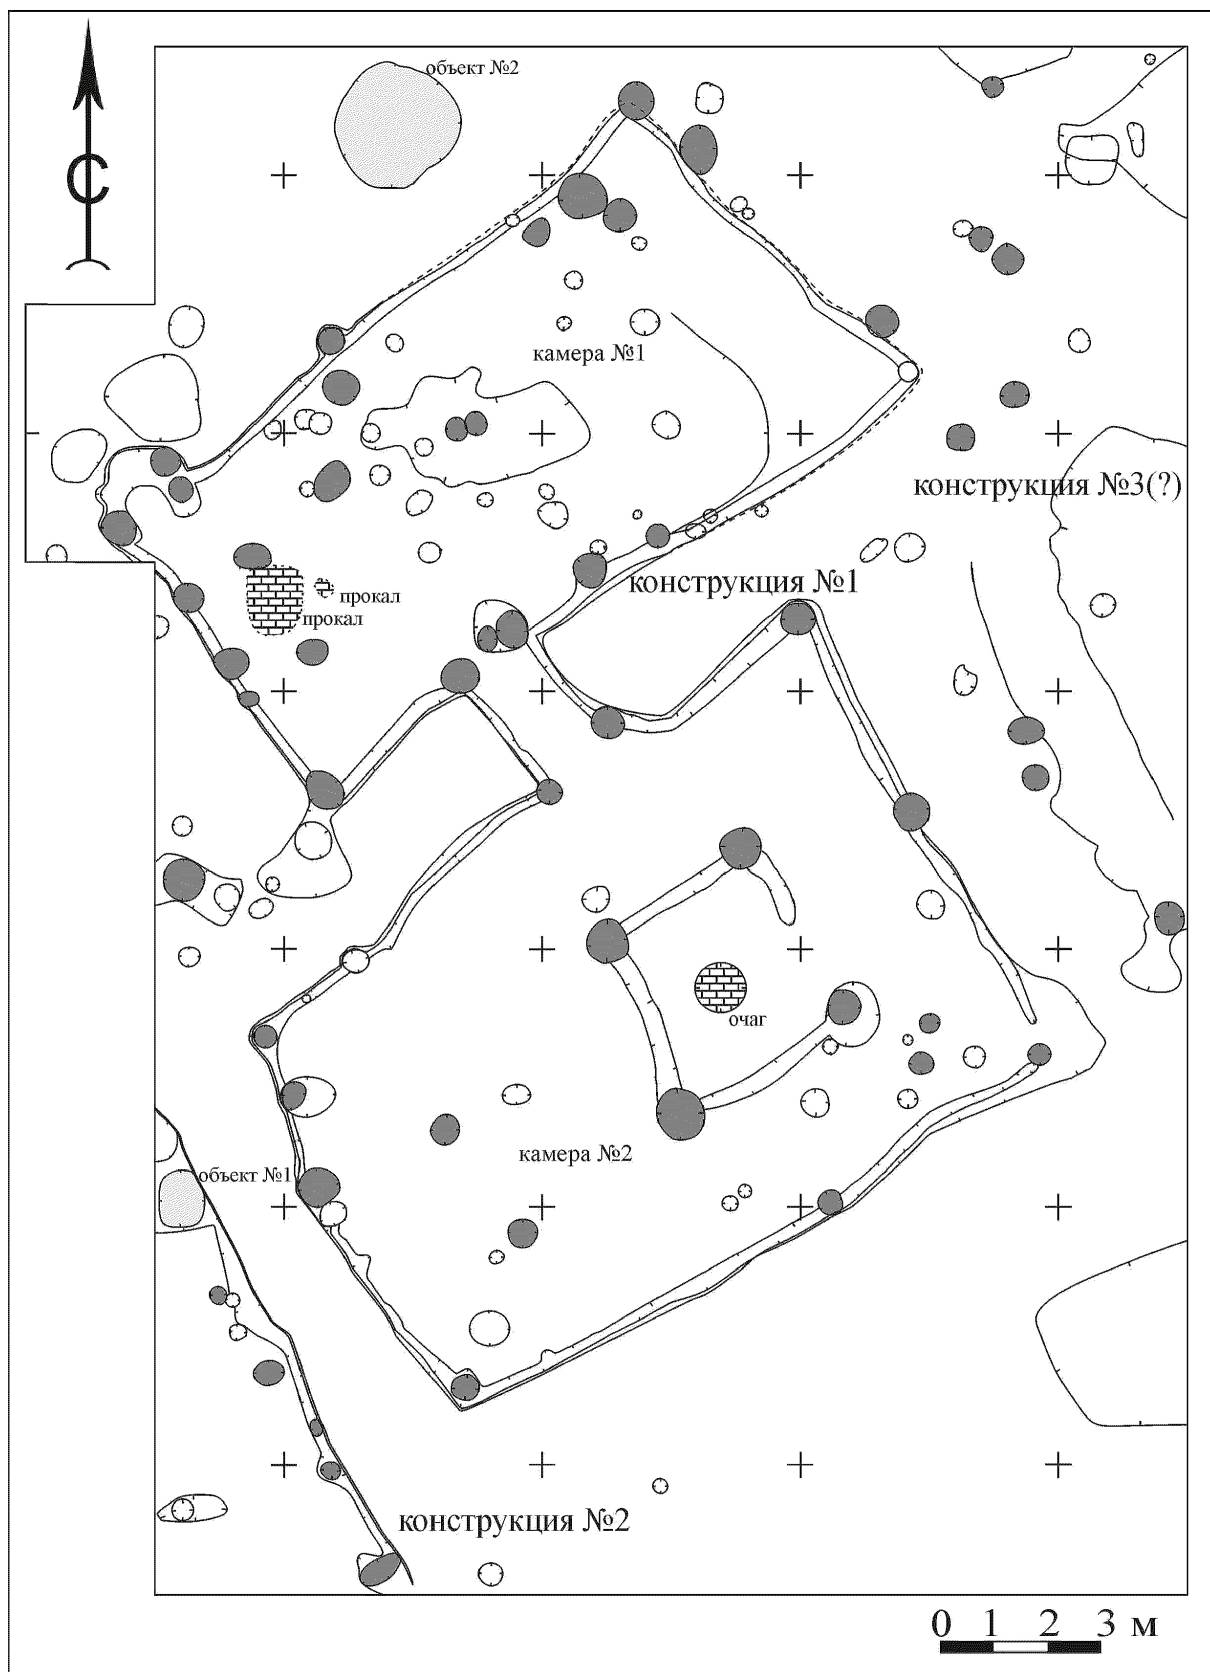 объект №2
С
камера №1
конструкция №3(?)
конструкция №1
прокал
прокал
очаг
камера №2
объект №1
конструкция №2
0 1 2 3 м